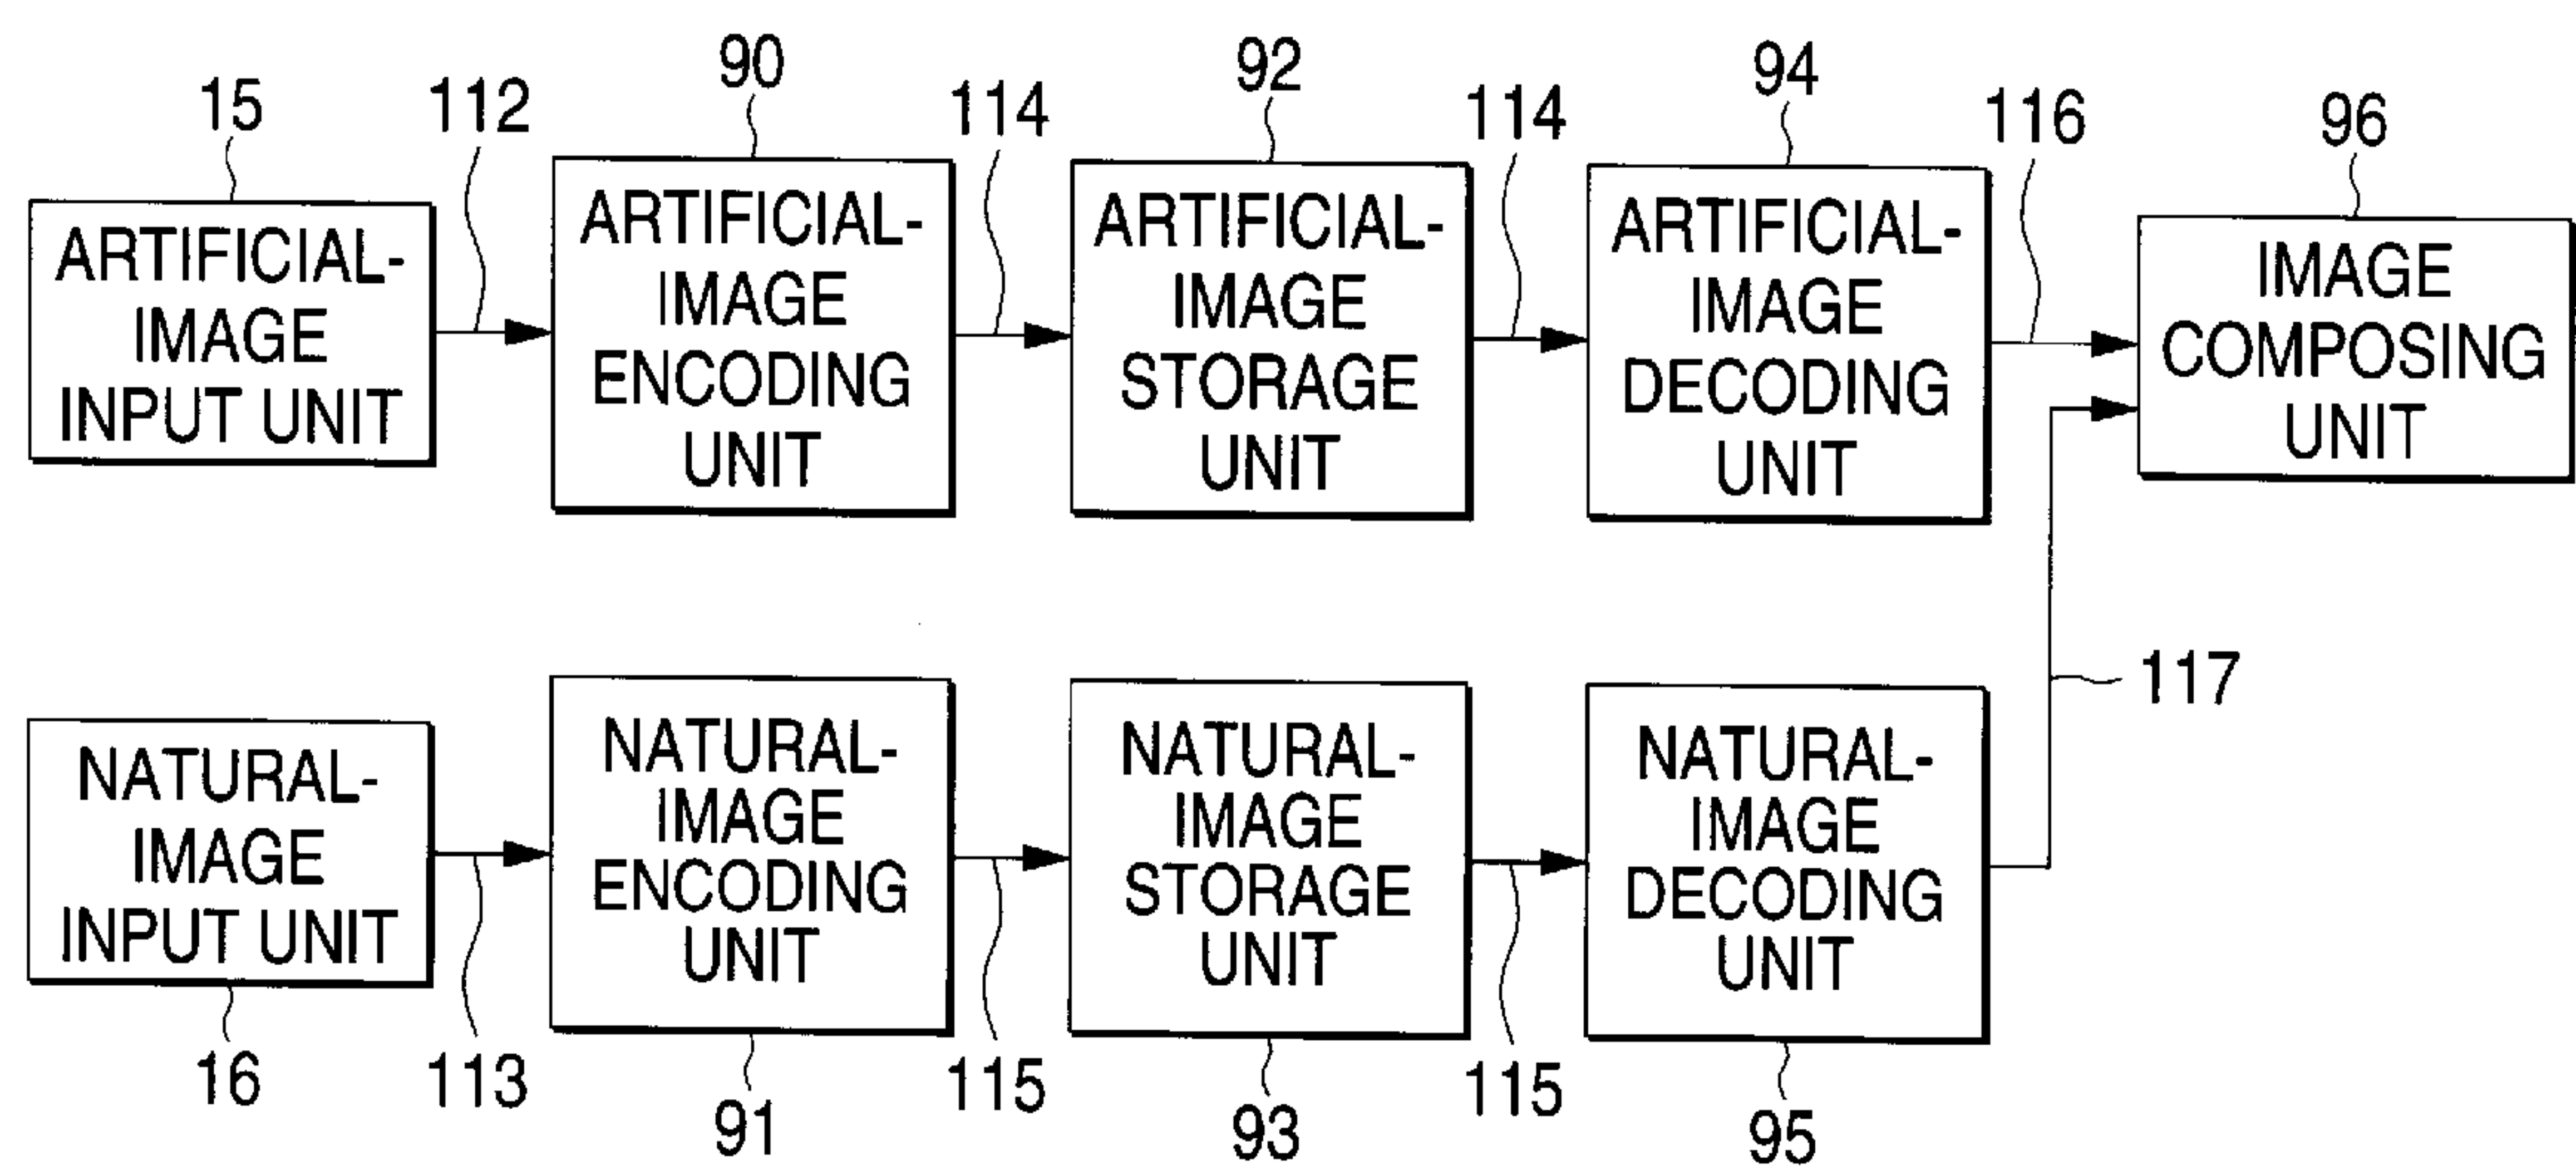 15
112
90
114
92
114
94
116
96
ARTIFICIAL-
IMAGE
INPUT UNIT
ARTIFICIAL-
IMAGE
ENCODING
UNIT
ARTIFICIAL-
IMAGE
STORAGE
UNIT
ARTIFICIAL-
IMAGE
DECODING
UNIT
IMAGE
COMPOSING
UNIT
117
NATURAL-
IMAGE
INPUT UNIT
NATURAL-
IMAGE
ENCODING
UNIT
NATURAL-
IMAGE
STORAGE
UNIT
NATURAL-
IMAGE
DECODING
UNIT
16
113
91
115
93
115
95